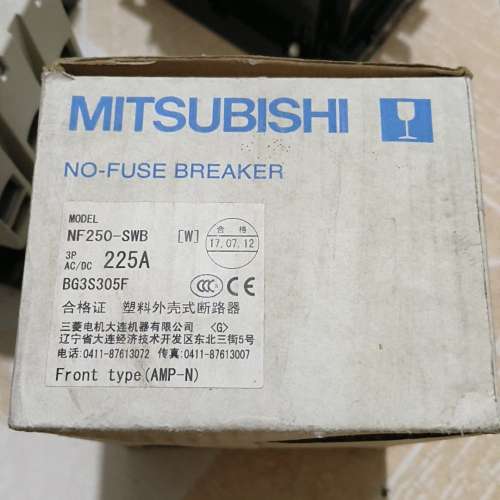 MITSUBISHI
NO-FUSE BREAKER
MODEL
NF250-SWB [W]
合格
17.07.12
3P
AC/DC 225A
BG3S305F
CCC
合格证 塑料外壳式断路器
三菱电机大连机器有限公司 <G>
辽宁省大连经济技术开发区东北三街5号
电话:0411-87613072 传真:0411-87613007
Front type(AMP-N)